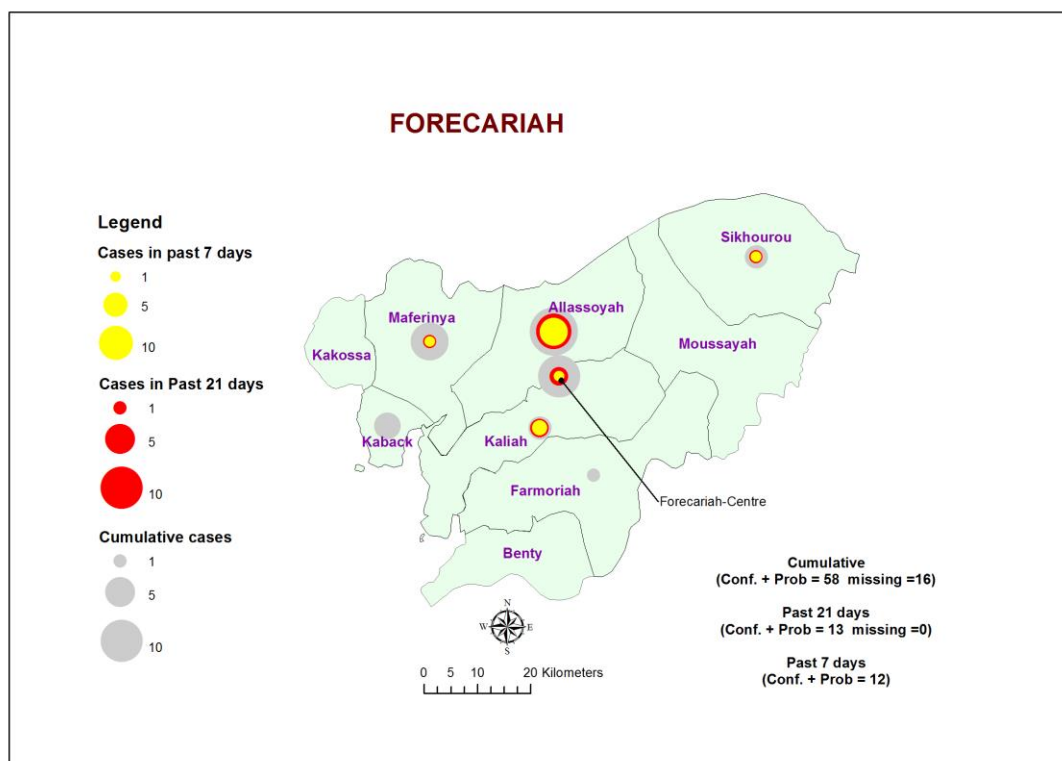 FORECARIAH
Legend
Cases in past 7 days
1
5
10
Cases in Past 21 days
1
5
10
Cumulative cases
1
5
10
Sikhourou
Allassoyah
Maferinya
Moussayah
Kakossa
Kaback
Kaliah
Farmoriah
Forecariah-Centre
Benty
N
W E
S
0 5 10 20 Kilometers
Cumulative
(Conf. + Prob = 58 missing =16)
Past 21 days
(Conf. + Prob = 13 missing =0)
Past 7 days
(Conf. + Prob = 12)